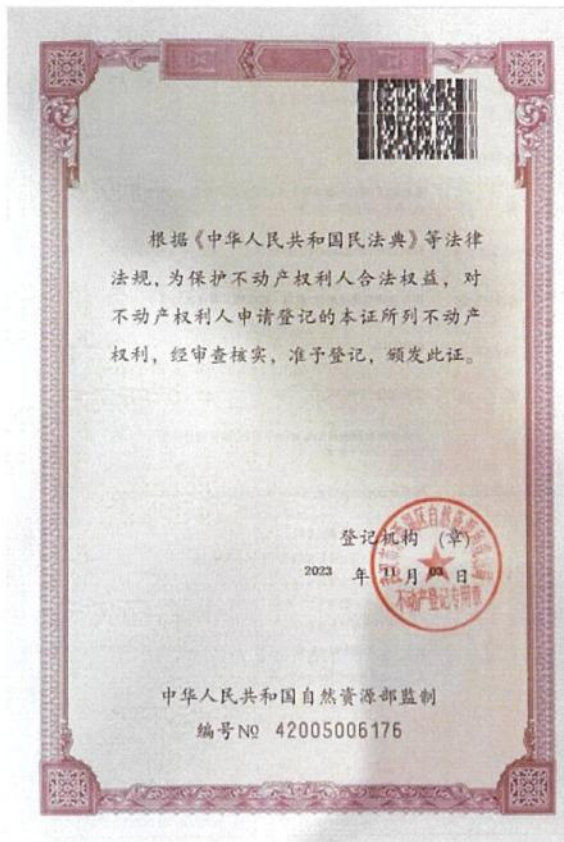 根据《中华人民共和国民法典》等法律
法规，为保护不动产权利人合法权益，对
不动产权利人申请登记的本证所列不动产
权利，经审查核实，准予登记，颁发此证。
登记机构（章）
2023 年 11 月 03 日
不动产登记专用章
中华人民共和国自然资源部监制
编号№ 42005006176